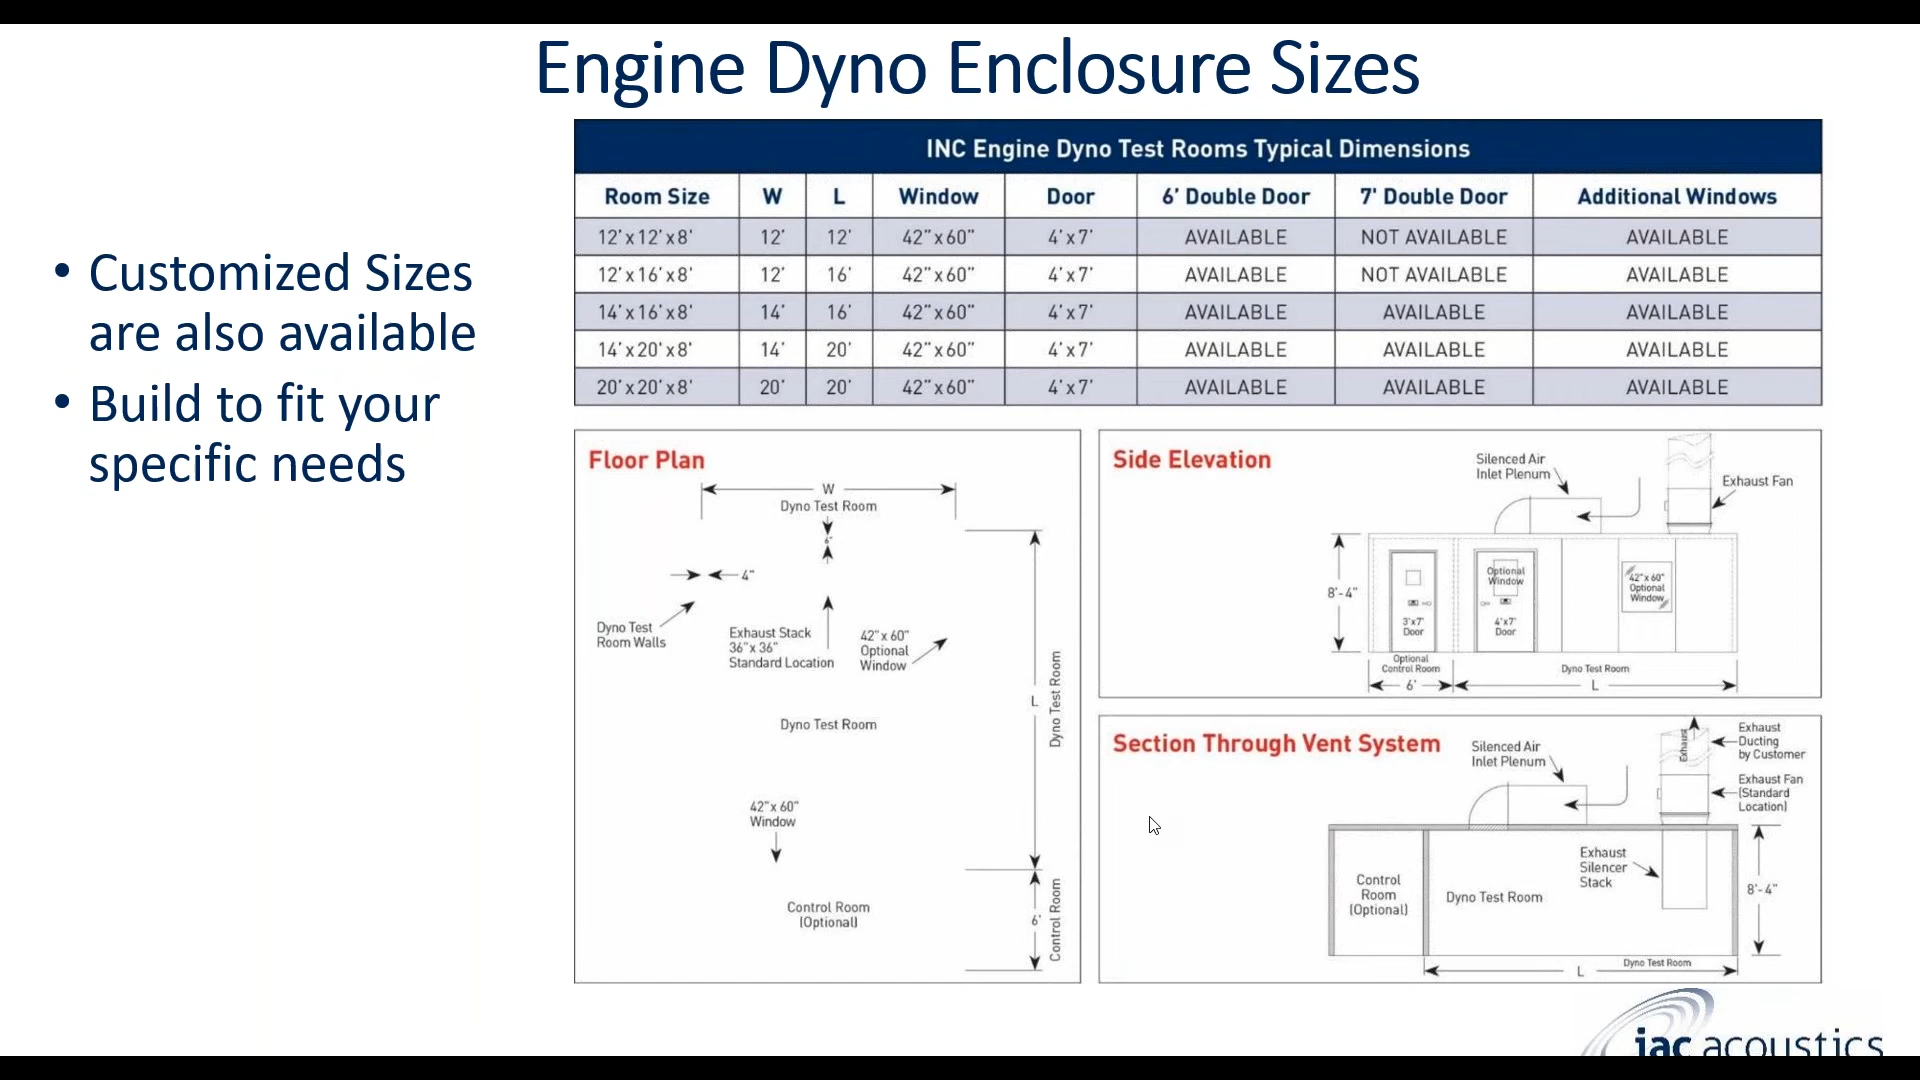 Engine Dyno Enclosure Sizes
• Customized Sizes
are also available
• Build to fit your
specific needs
INC Engine Dyno Test Rooms Typical Dimensions
Room Size W L Window Door 6' Double Door 7' Double Door Additional Windows
12'x12'x8' 12' 12' 42"x60" 4'x7' AVAILABLE NOT AVAILABLE AVAILABLE
12'x16'x8' 12' 16' 42"x60" 4'x7' AVAILABLE NOT AVAILABLE AVAILABLE
14'x16'x8' 14' 16' 42"x60" 4'x7' AVAILABLE AVAILABLE AVAILABLE
14'x20'x8' 14' 20' 42"x60" 4'x7' AVAILABLE AVAILABLE AVAILABLE
20'x20'x8' 20' 20' 42"x60" 4'x7' AVAILABLE AVAILABLE AVAILABLE
Floor Plan
W
Dyno Test Room
6"
4"
Dyno Test
Room Walls
Exhaust Stack
36"x 36"
Standard Location
42"x 60"
Optional
Window
L
Dyno Test Room
Dyno Test Room
42"x 60"
Window
Control Room
(Optional)
6'
Control Room
Side Elevation
Silenced Air
Inlet Plenum
Exhaust Fan
8'-4"
Optional
Window
42"x 60"
Optional
Window
3'x7'
Door
4'x7'
Door
Optional
Control Room
Dyno Test Room
6'
L
Section Through Vent System
Silenced Air
Inlet Plenum
Exhaust
Exhaust
Ducting
by Customer
Exhaust Fan
(Standard
Location)
Exhaust
Silencer
Stack
Control
Room
(Optional)
Dyno Test Room
8'-4"
Dyno Test Room
L
iac acoustics